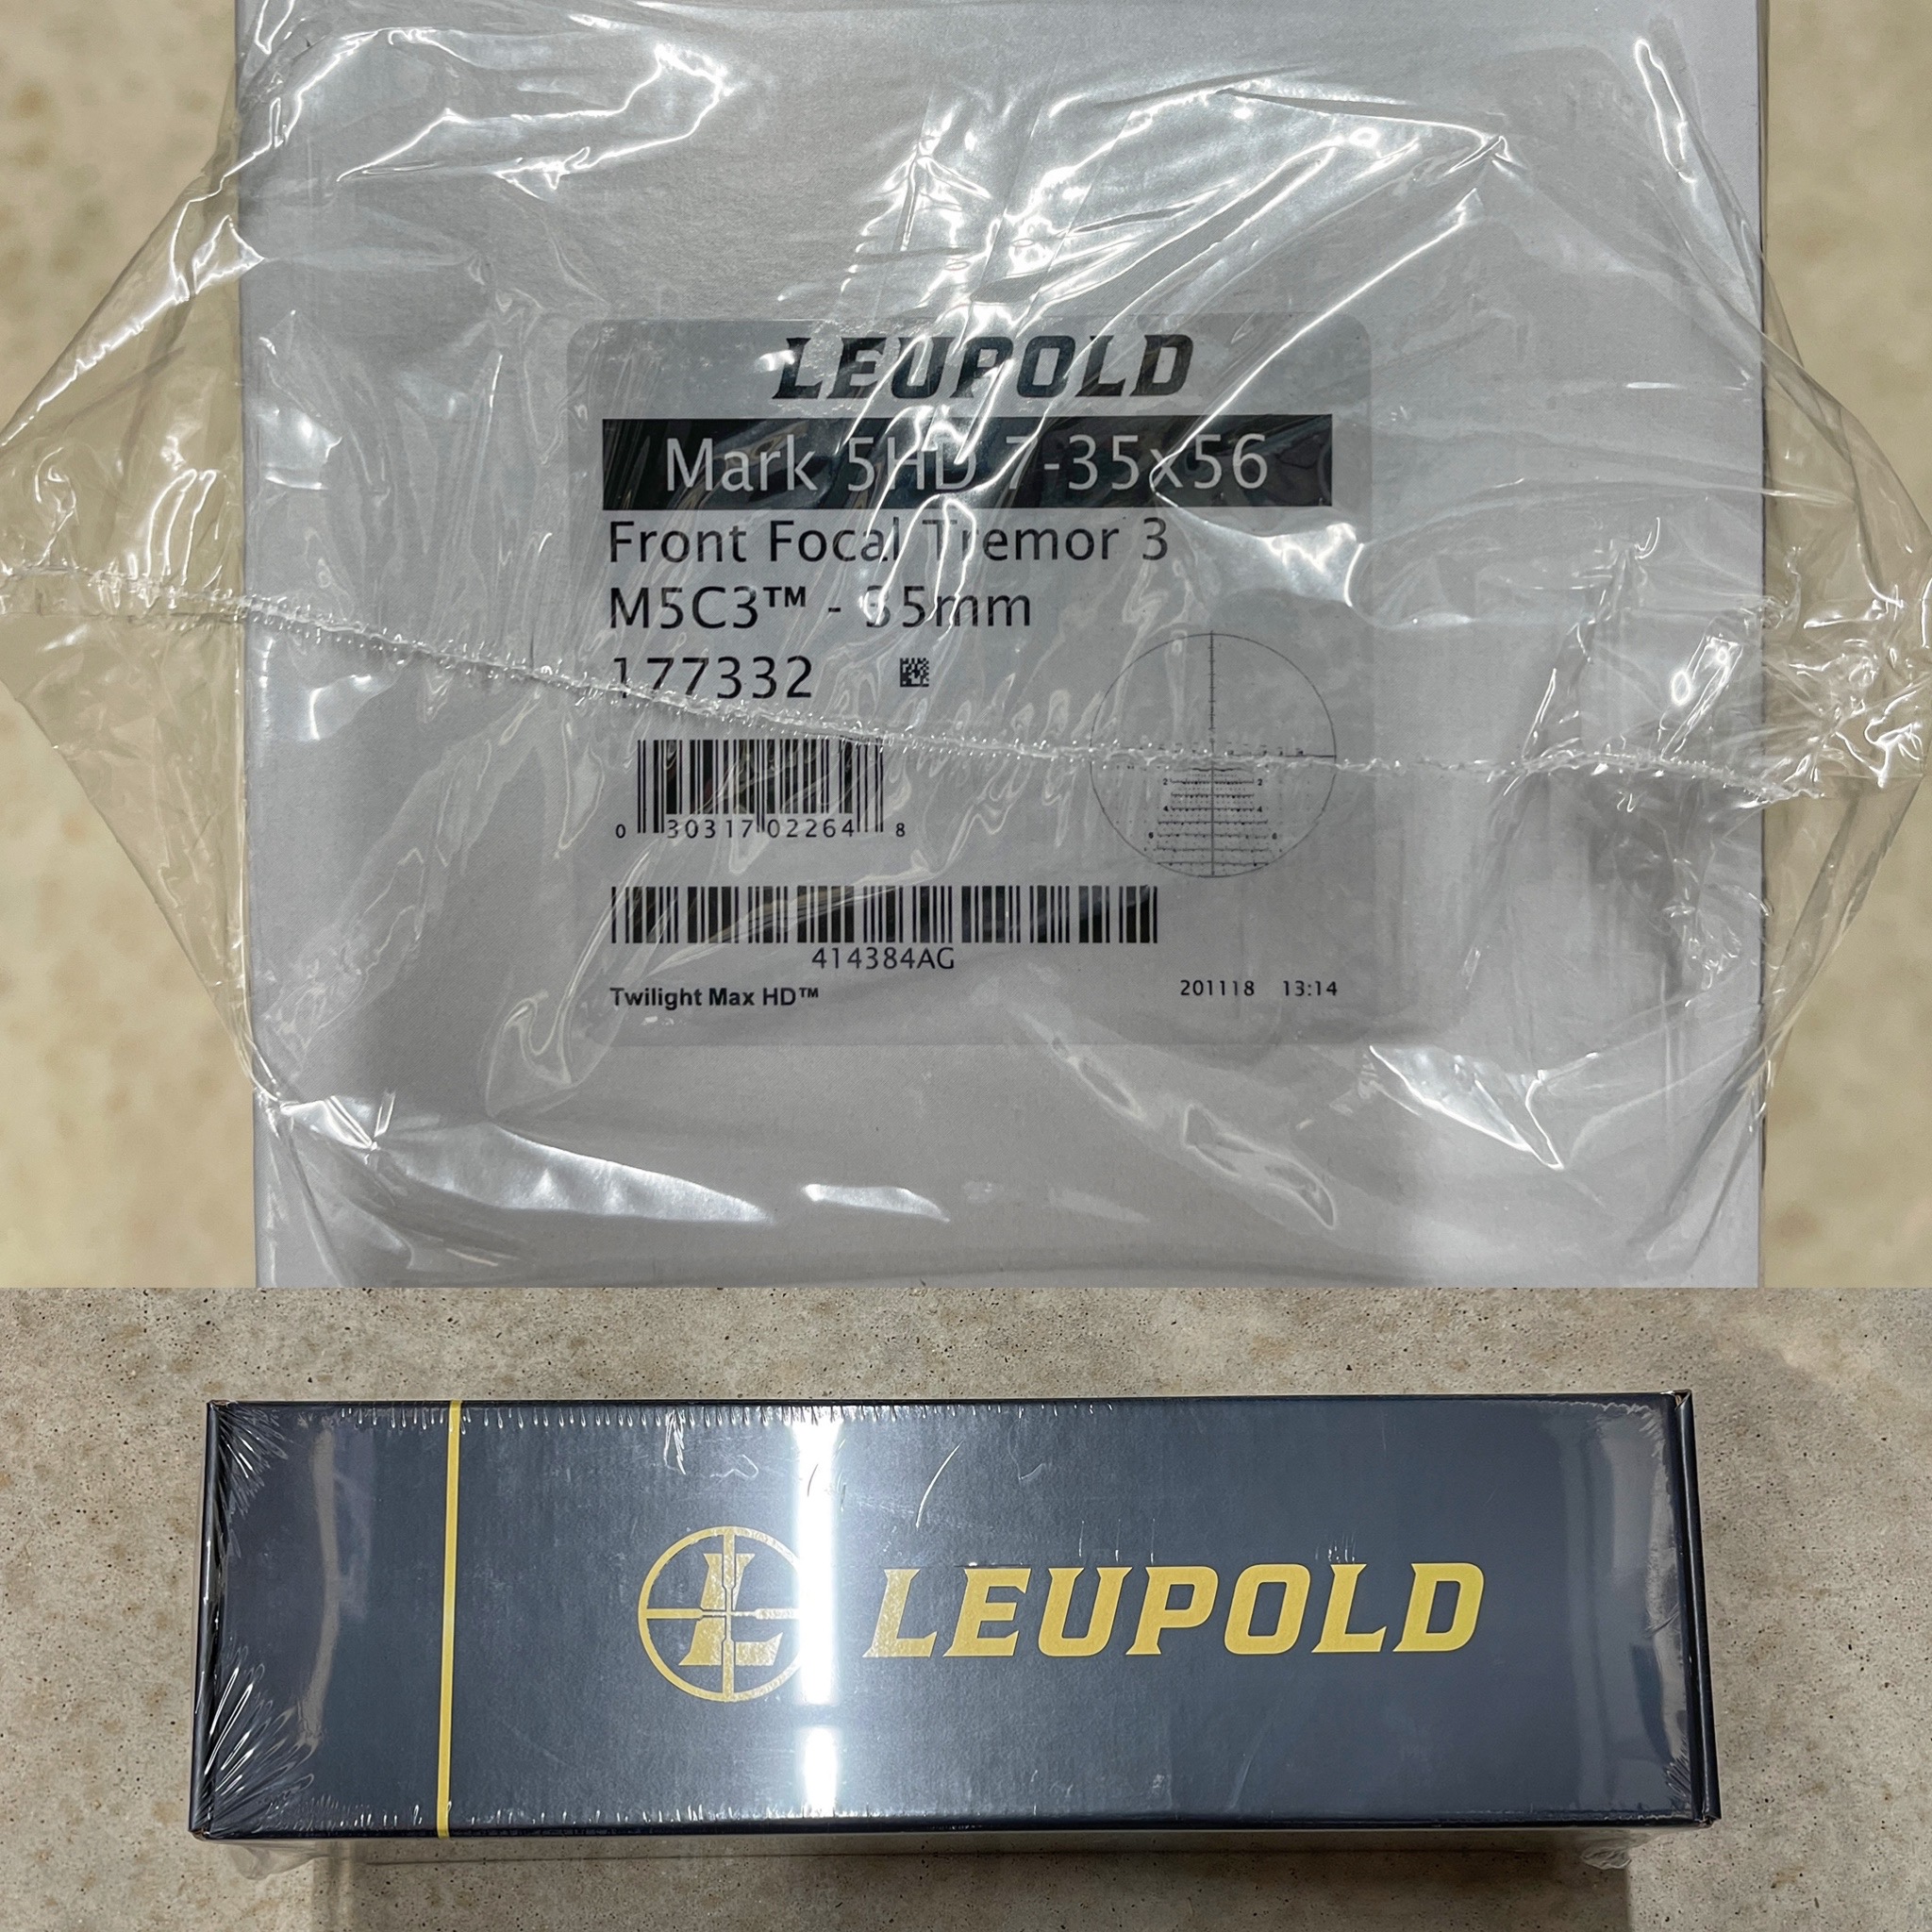 LEUPOLD
Mark 5HD 7-35x56
Front Focal Tremor 3
M5C3™ - 35mm
177332
0 30317 02264 8
414384AG
Twilight Max HD™
201118 13:14
L LEUPOLD